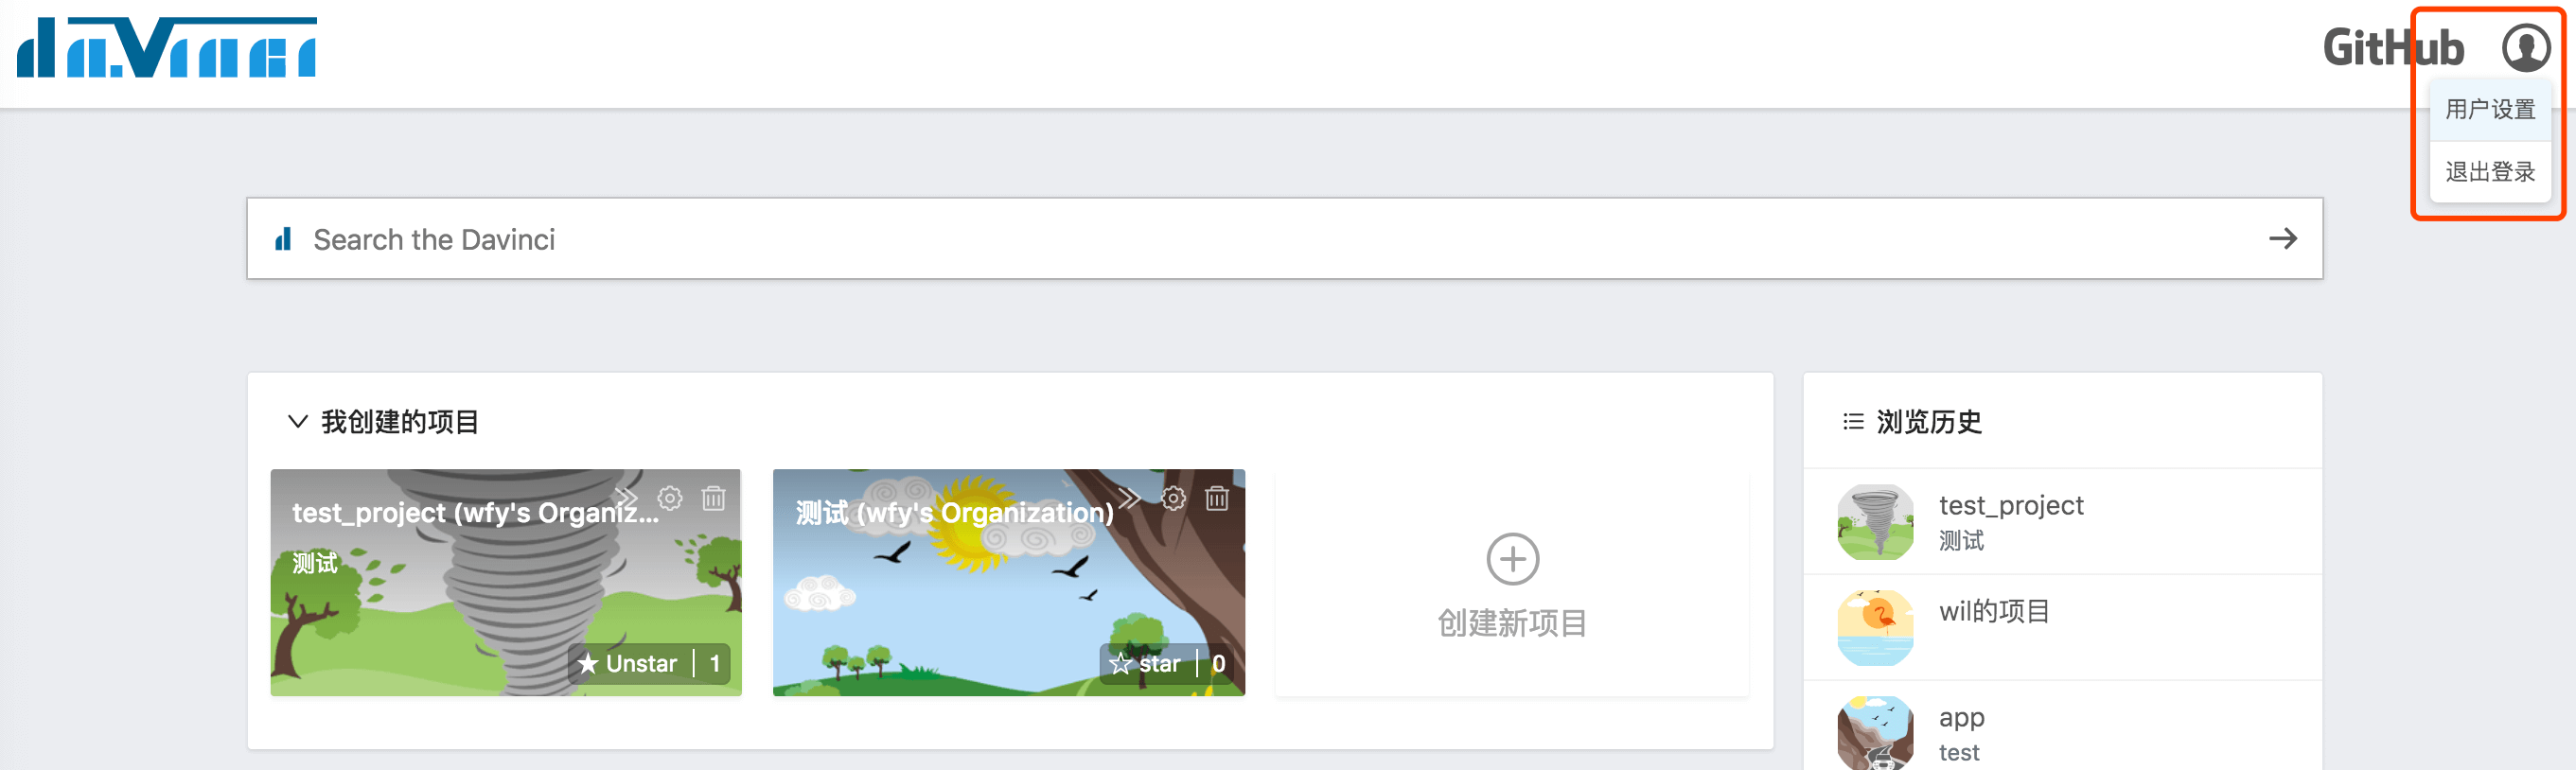 da.Vinci
GitHub
用户设置
退出登录
Search the Davinci
我创建的项目
test_project (wfy's Organiz...
测试
Unstar | 1
测试 (wfy's Organization)
star | 0
创建新项目
浏览历史
test_project
测试
wil的项目
app
test